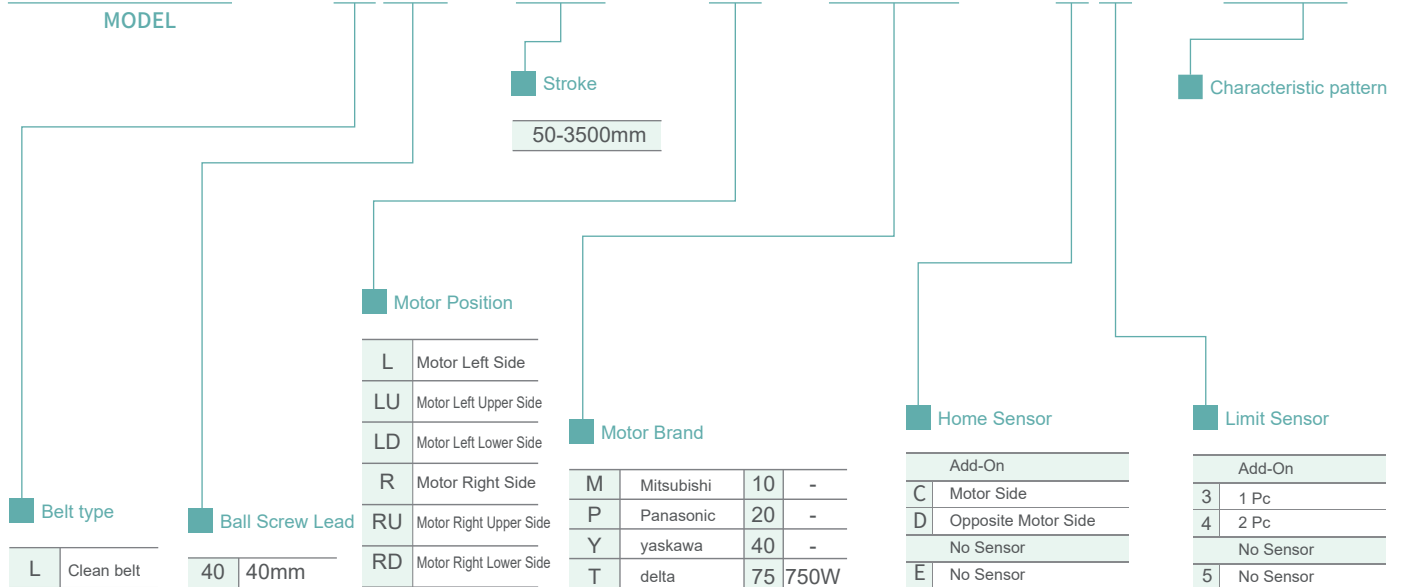 MODEL
Stroke
50-3500mm
Characteristic pattern
Motor Position
L Motor Left Side
LU Motor Left Upper Side
LD Motor Left Lower Side
R Motor Right Side
RU Motor Right Upper Side
RD Motor Right Lower Side
Belt type
L Clean belt
Ball Screw Lead
40 40mm
Motor Brand
M Mitsubishi 10 -
P Panasonic 20 -
Y yaskawa 40 -
T delta 75 750W
Home Sensor
Add-On
C Motor Side
D Opposite Motor Side
No Sensor
E No Sensor
Limit Sensor
Add-On
3 1 Pc
4 2 Pc
No Sensor
5 No Sensor